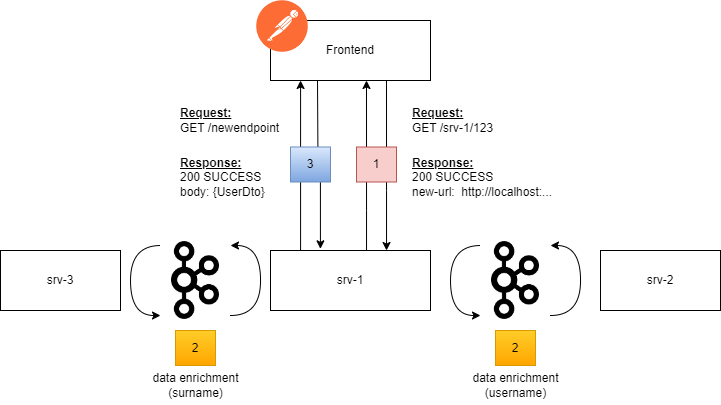 Frontend
Request:
GET /newendpoint
Response:
200 SUCCESS
body: {UserDto}
3
1
Request:
GET /srv-1/123
Response:
200 SUCCESS
new-url:  http://localhost:...
srv-3
srv-1
srv-2
2
data enrichment
(surname)
2
data enrichment
(username)